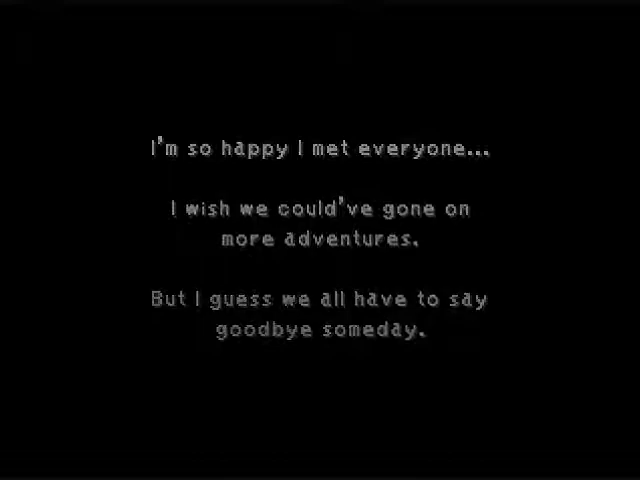 I'm so happy I met everyone...
I wish we could've gone on
more adventures.
But I guess we all have to say
goodbye someday.